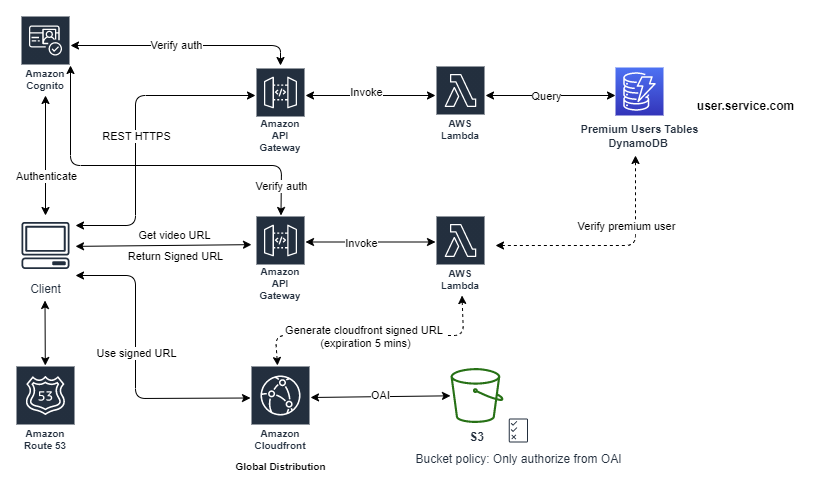 Amazon
Cognito
Verify auth
Amazon
API
Gateway
Invoke
AWS
Lambda
Query
Premium Users Tables
DynamoDB
user.service.com
REST HTTPS
Authenticate
Verify auth
Client
Get video URL
Return Signed URL
Amazon
API
Gateway
Invoke
AWS
Lambda
Verify premium user
Generate cloudfront signed URL
(expiration 5 mins)
Use signed URL
53
Amazon
Route 53
Amazon
Cloudfront
Global Distribution
OAI
S3
Bucket policy: Only authorize from OAI